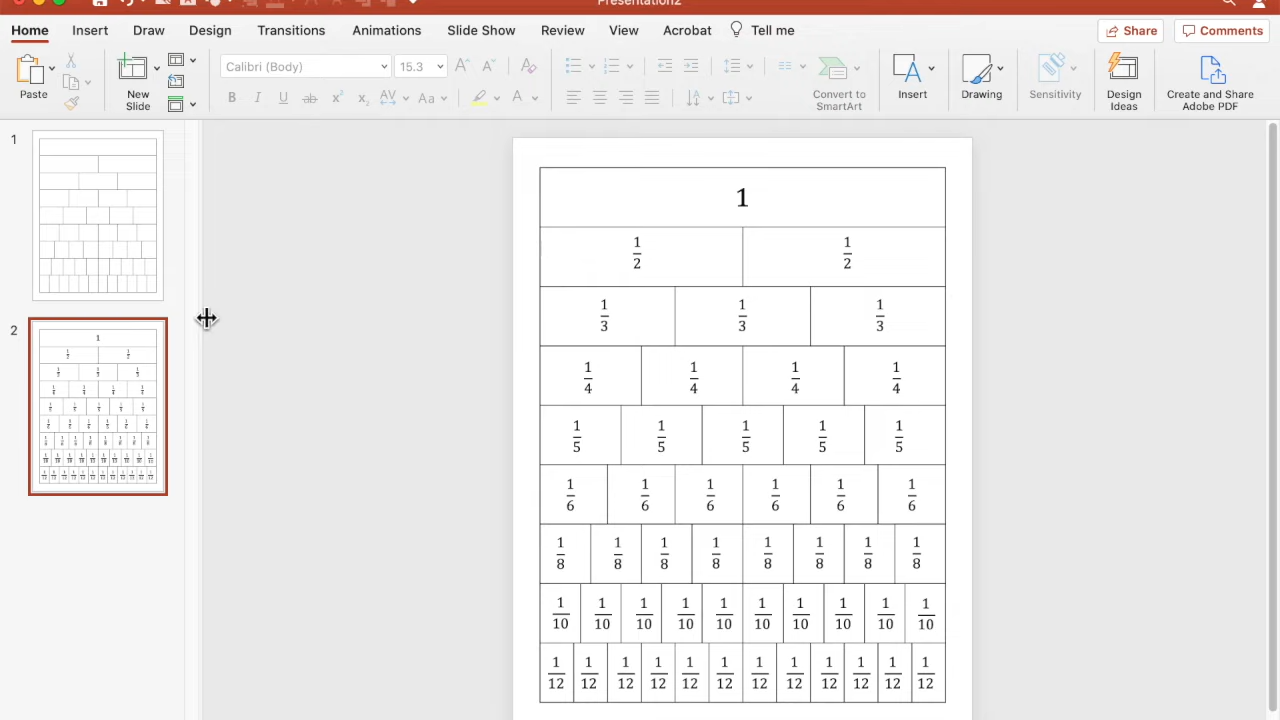 Presentation2
Home Insert Draw Design Transitions Animations Slide Show Review View Acrobat Tell me Share Comments
Calibri (Body) 15.3
Paste New Slide Convert to SmartArt Insert Drawing Sensitivity Design Ideas Create and Share Adobe PDF
1
2
1
1/2 1/2
1/3 1/3 1/3
1/4 1/4 1/4 1/4
1/5 1/5 1/5 1/5 1/5
1/6 1/6 1/6 1/6 1/6 1/6
1/8 1/8 1/8 1/8 1/8 1/8 1/8 1/8
1/10 1/10 1/10 1/10 1/10 1/10 1/10 1/10 1/10 1/10
1/12 1/12 1/12 1/12 1/12 1/12 1/12 1/12 1/12 1/12 1/12 1/12